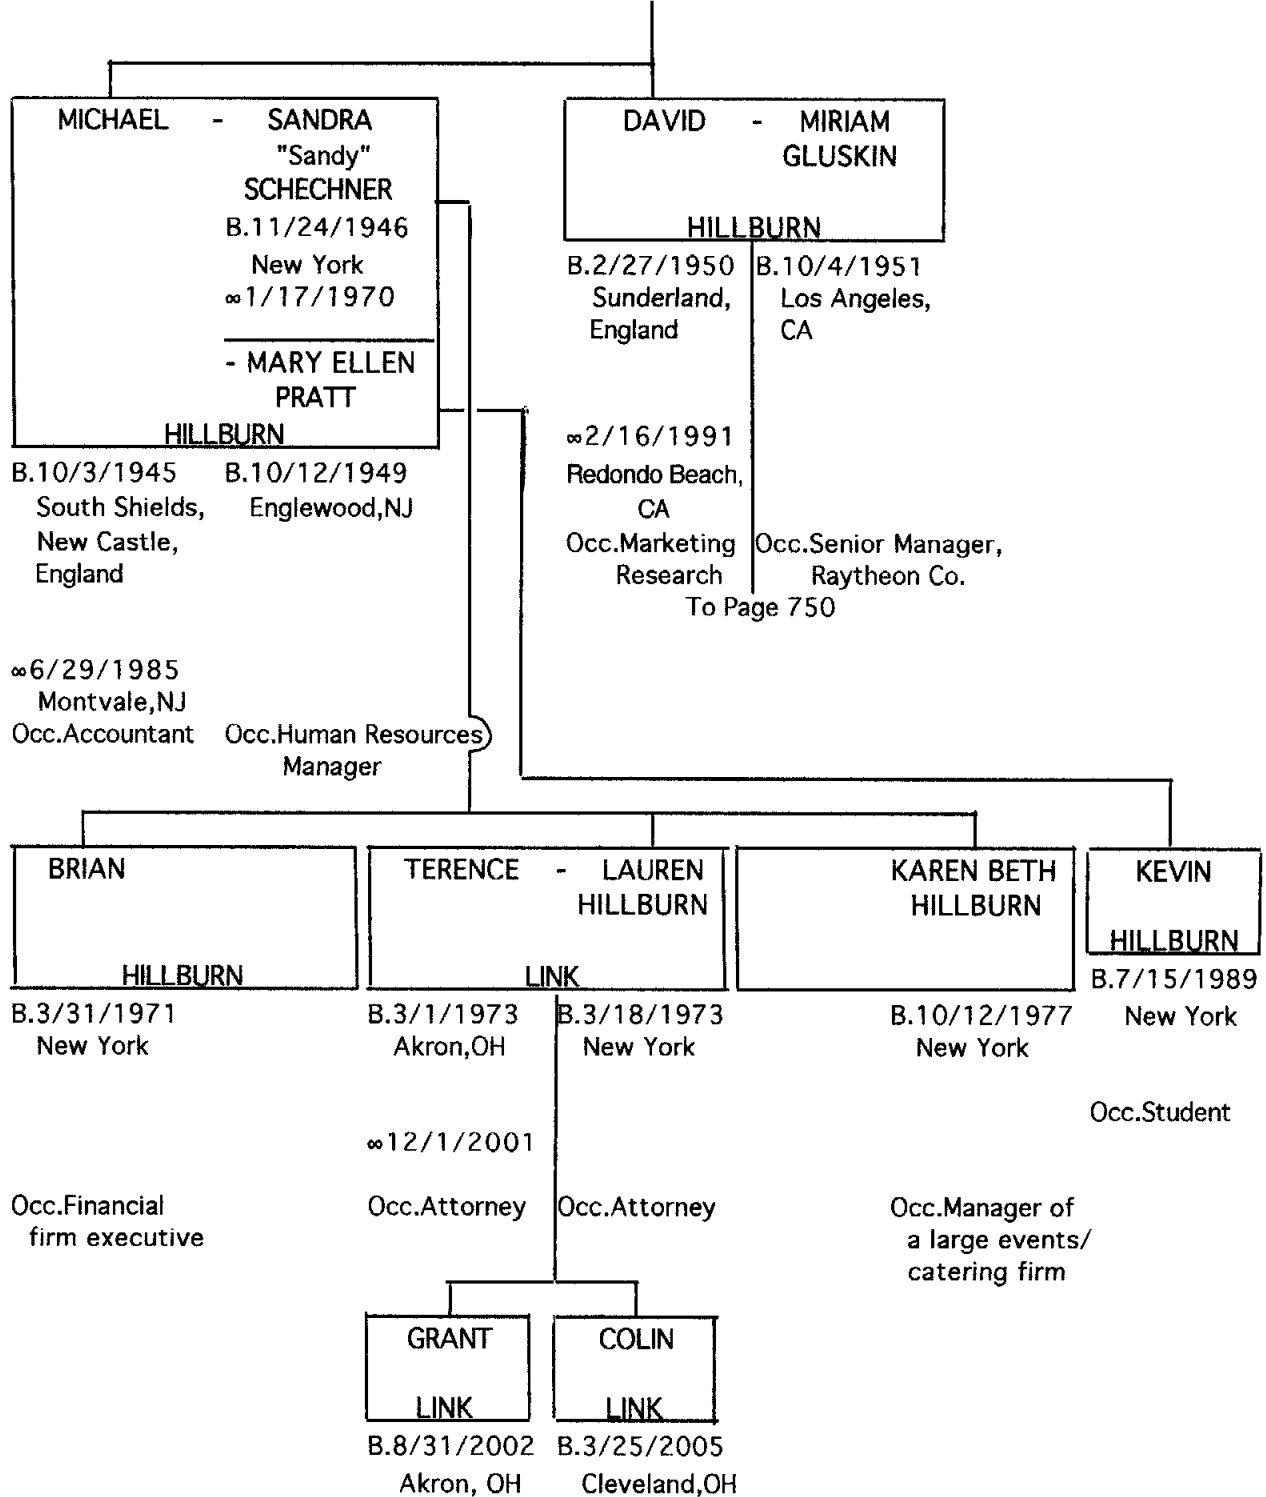 MICHAEL - SANDRA
"Sandy"
SCHECHNER
B.11/24/1946
New York
∞1/17/1970
- MARY ELLEN
PRATT
HILLBURN
B.10/3/1945 B.10/12/1949
South Shields, Englewood,NJ
New Castle,
England
∞6/29/1985
Montvale,NJ
Occ.Accountant Occ.Human Resources
Manager
DAVID - MIRIAM
GLUSKIN
HILLBURN
B.2/27/1950 B.10/4/1951
Sunderland, Los Angeles,
England CA
∞2/16/1991
Redondo Beach,
CA
Occ.Marketing Occ.Senior Manager,
Research Raytheon Co.
To Page 750
BRIAN
HILLBURN
B.3/31/1971
New York
Occ.Financial
firm executive
TERENCE - LAUREN
HILLBURN
LINK
B.3/1/1973 B.3/18/1973
Akron,OH New York
∞12/1/2001
Occ.Attorney Occ.Attorney
KAREN BETH
HILLBURN
B.10/12/1977
New York
Occ.Manager of
a large events/
catering firm
KEVIN
HILLBURN
B.7/15/1989
New York
Occ.Student
GRANT
LINK
B.8/31/2002
Akron, OH
COLIN
LINK
B.3/25/2005
Cleveland,OH